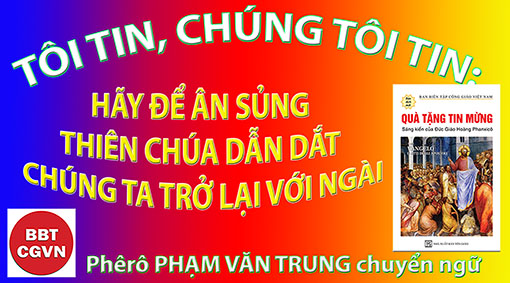 TÔI TIN, CHÚNG TÔI TIN:
HÃY ĐỂ ÂN SỦNG
THIÊN CHÚA DẪN DẮT
CHÚNG TA TRỞ LẠI VỚI NGÀI
BAN BIÊN TẬP CÔNG GIÁO VIỆT NAM
QUÀ TẶNG TIN MỪNG
Sáng kiến của Đức Giáo Hoàng Phanxicô
BBT
CGVN
Phêrô PHẠM VĂN TRUNG chuyển ngữ